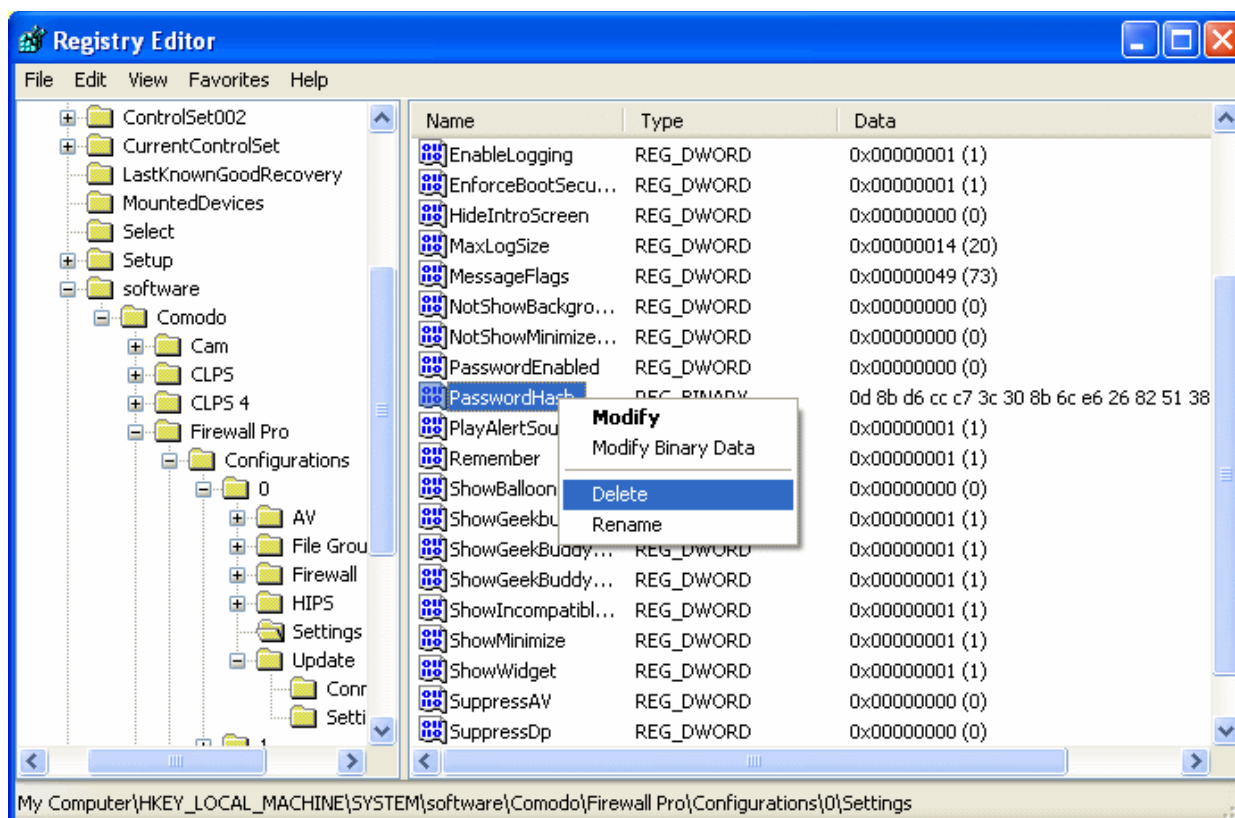 Registry Editor
File Edit View Favorites Help
ControlSet002
CurrentControlSet
LastKnownGoodRecovery
MountedDevices
Select
Setup
software
Comodo
Cam
CLPS
CLPS 4
Firewall Pro
Configurations
0
AV
File Grou
Firewall
HIPS
Settings
Update
Conr
Setti
1
Name Type Data
EnableLogging REG_DWORD 0x00000001 (1)
EnforceBootSecu... REG_DWORD 0x00000001 (1)
HideIntroScreen REG_DWORD 0x00000000 (0)
MaxLogSize REG_DWORD 0x00000014 (20)
MessageFlags REG_DWORD 0x00000049 (73)
NotShowBackgro... REG_DWORD 0x00000000 (0)
NotShowMinimize... REG_DWORD 0x00000000 (0)
PasswordEnabled REG_DWORD 0x00000000 (0)
PasswordHash REG_BINARY 0d 8b d6 cc c7 3c 30 8b 6c e6 26 82 51 38
PlayAlertSou 0x00000001 (1)
Remember 0x00000001 (1)
ShowBalloon 0x00000000 (0)
ShowGeekbu 0x00000001 (1)
ShowGeekBuddy... REG_DWORD 0x00000001 (1)
ShowGeekBuddy... REG_DWORD 0x00000001 (1)
ShowIncompatibl... REG_DWORD 0x00000001 (1)
ShowMinimize REG_DWORD 0x00000001 (1)
ShowWidget REG_DWORD 0x00000001 (1)
SuppressAV REG_DWORD 0x00000000 (0)
SuppressDp REG_DWORD 0x00000000 (0)
Modify
Modify Binary Data
Delete
Rename
My Computer\HKEY_LOCAL_MACHINE\SYSTEM\software\Comodo\Firewall Pro\Configurations\0\Settings